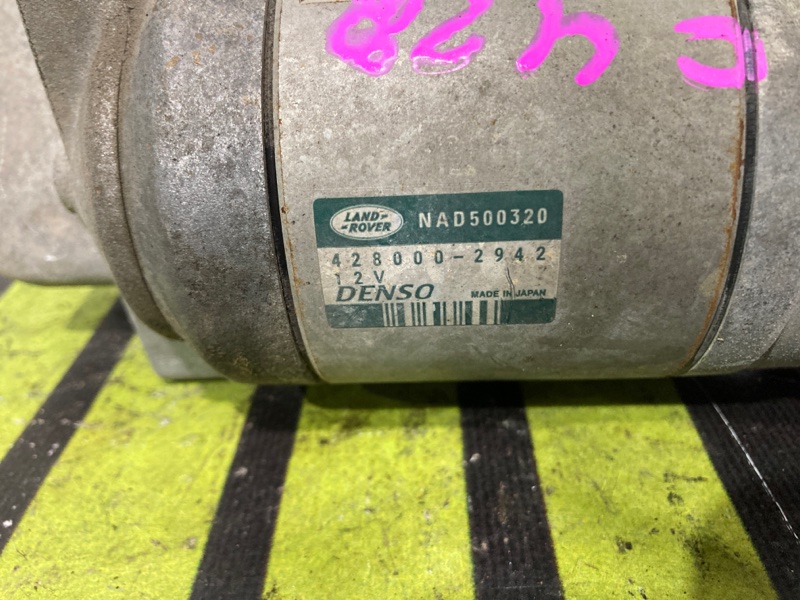 LAND-
-ROVER
NAD500320
428000-2942
12V
DENSO
MADE IN JAPAN